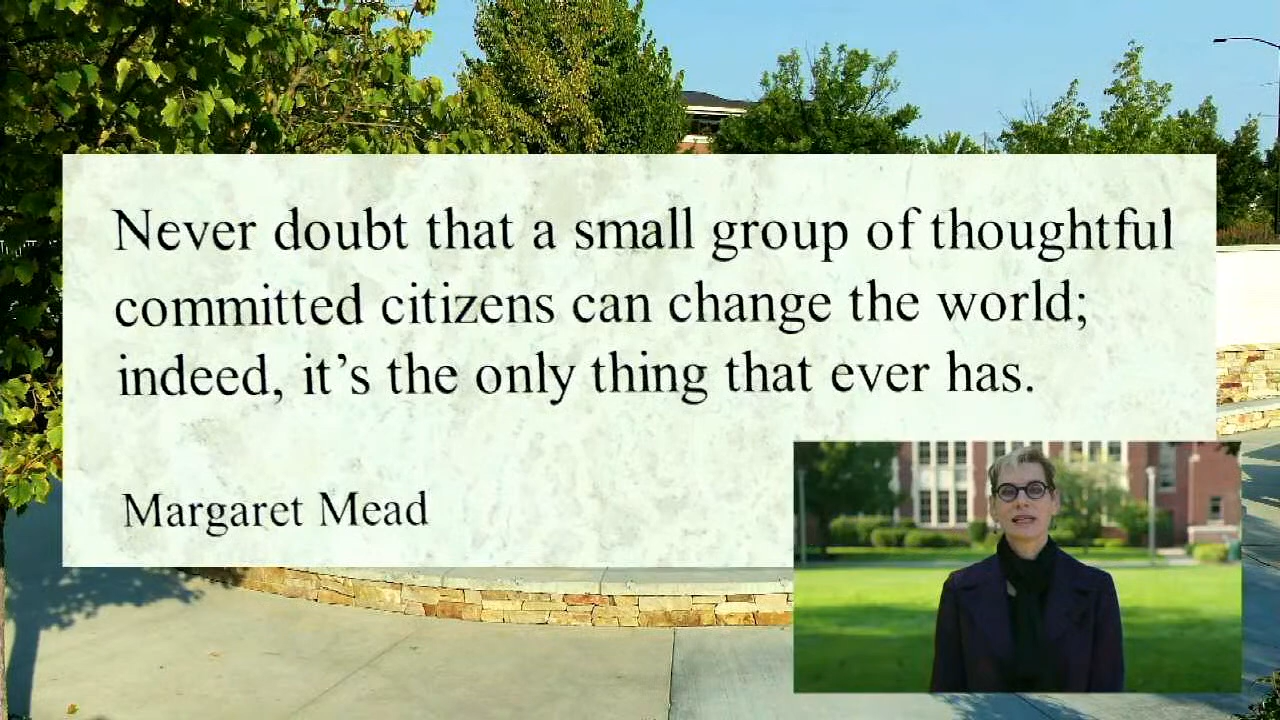 Never doubt that a small group of thoughtful
committed citizens can change the world;
indeed, it’s the only thing that ever has.
Margaret Mead